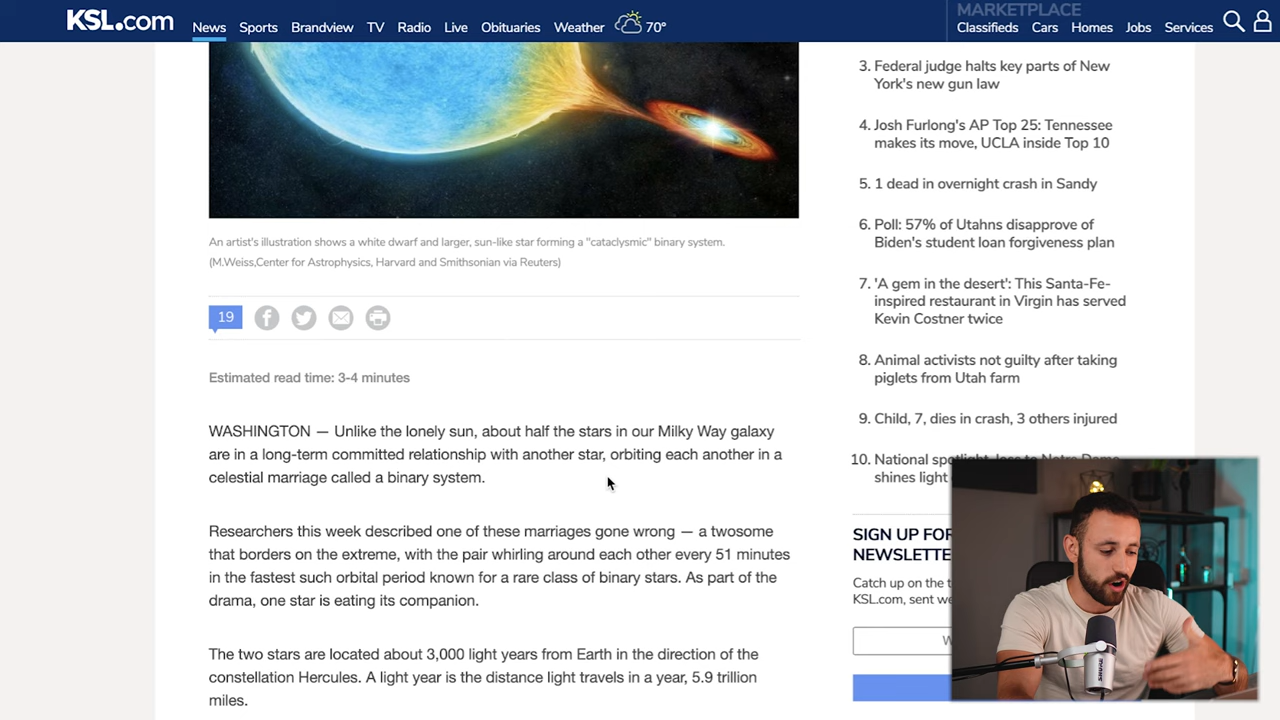 KSL.com
News Sports Brandview TV Radio Live Obituaries Weather 70°
MARKETPLACE
Classifieds Cars Homes Jobs Services
An artist's illustration shows a white dwarf and larger, sun-like star forming a "cataclysmic" binary system.
(M.Weiss,Center for Astrophysics, Harvard and Smithsonian via Reuters)
19
Estimated read time: 3-4 minutes
WASHINGTON — Unlike the lonely sun, about half the stars in our Milky Way galaxy
are in a long-term committed relationship with another star, orbiting each another in a
celestial marriage called a binary system.
Researchers this week described one of these marriages gone wrong — a twosome
that borders on the extreme, with the pair whirling around each other every 51 minutes
in the fastest such orbital period known for a rare class of binary stars. As part of the
drama, one star is eating its companion.
The two stars are located about 3,000 light years from Earth in the direction of the
constellation Hercules. A light year is the distance light travels in a year, 5.9 trillion
miles.
3. Federal judge halts key parts of New
York's new gun law
4. Josh Furlong's AP Top 25: Tennessee
makes its move, UCLA inside Top 10
5. 1 dead in overnight crash in Sandy
6. Poll: 57% of Utahns disapprove of
Biden's student loan forgiveness plan
7. 'A gem in the desert': This Santa-Fe-
inspired restaurant in Virgin has served
Kevin Costner twice
8. Animal activists not guilty after taking
piglets from Utah farm
9. Child, 7, dies in crash, 3 others injured
10. National spotlight: loss to Notre Dame
shines light
SIGN UP FOR
NEWSLETTE
Catch up on the t
KSL.com, sent we
SHURE